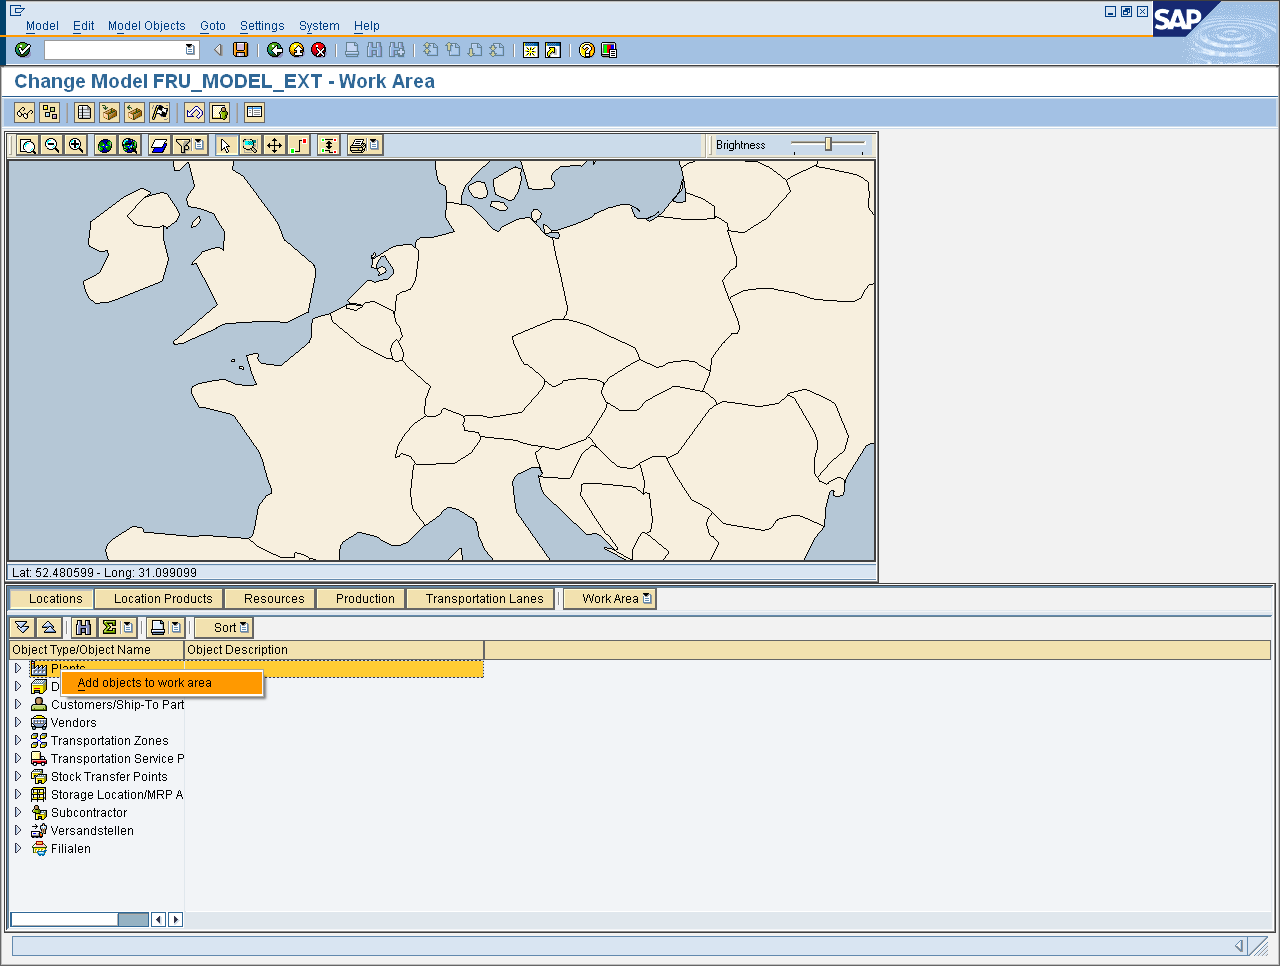 Model Edit Model Objects Goto Settings System Help
SAP
Change Model FRU_MODEL_EXT - Work Area
Brightness
Lat: 52.480599 - Long: 31.099099
Locations Location Products Resources Production Transportation Lanes Work Area
Sort
Object Type/Object Name Object Description
Plants
Add objects to work area
D
Customers/Ship-To Part
Vendors
Transportation Zones
Transportation Service P
Stock Transfer Points
Storage Location/MRP A
Subcontractor
Versandstellen
Filialen